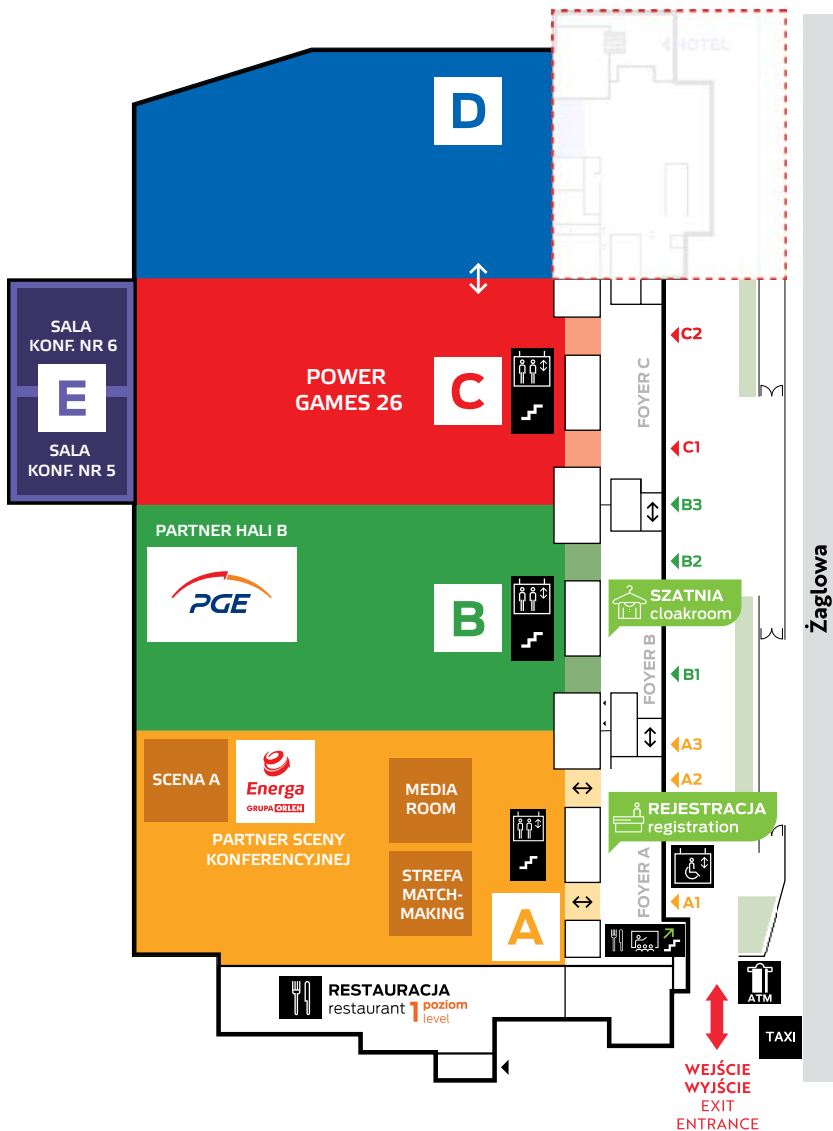 HOTEL
D
SALA
KONF. NR 6
E
SALA
KONF. NR 5
POWER
GAMES 26
C
FOYER C
C2
C1
PARTNER HALI B
PGE
B
FOYER B
B3
B2
SZATNIA
cloakroom
B1
Żaglowa
SCENA A
Energa
GRUPA ORLEN
PARTNER SCENY
KONFERENCYJNEJ
MEDIA
ROOM
STREFA
MATCH-
MAKING
A
FOYER A
A3
A2
REJESTRACJA
registration
A1
RESTAURACJA
restaurant 1 poziom
level
ATM
TAXI
WEJŚCIE
WYJŚCIE
EXIT
ENTRANCE